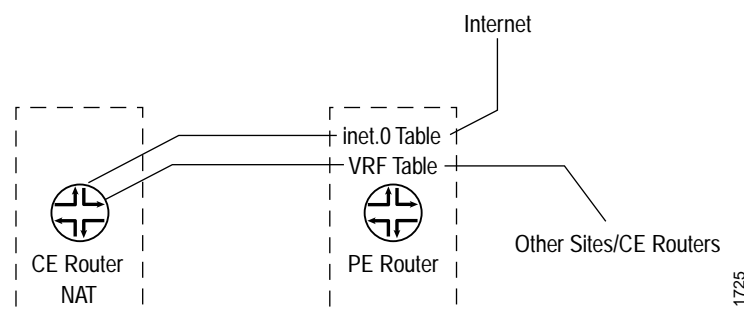 Internet
inet.0 Table
VRF Table
CE Router
NAT
PE Router
Other Sites/CE Routers
1725